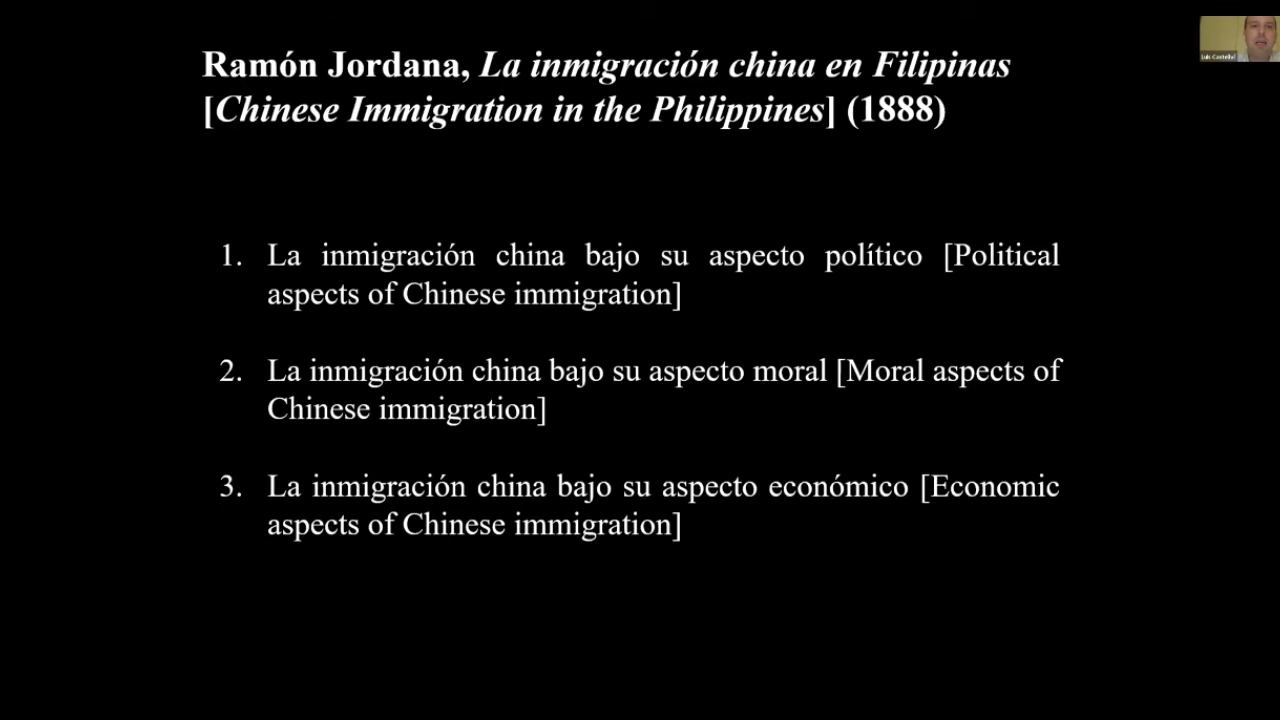 Ramón Jordana, La inmigración china en Filipinas
[Chinese Immigration in the Philippines] (1888)
1. La inmigración china bajo su aspecto político [Political
aspects of Chinese immigration]
2. La inmigración china bajo su aspecto moral [Moral aspects of
Chinese immigration]
3. La inmigración china bajo su aspecto económico [Economic
aspects of Chinese immigration]
Luis Castellví